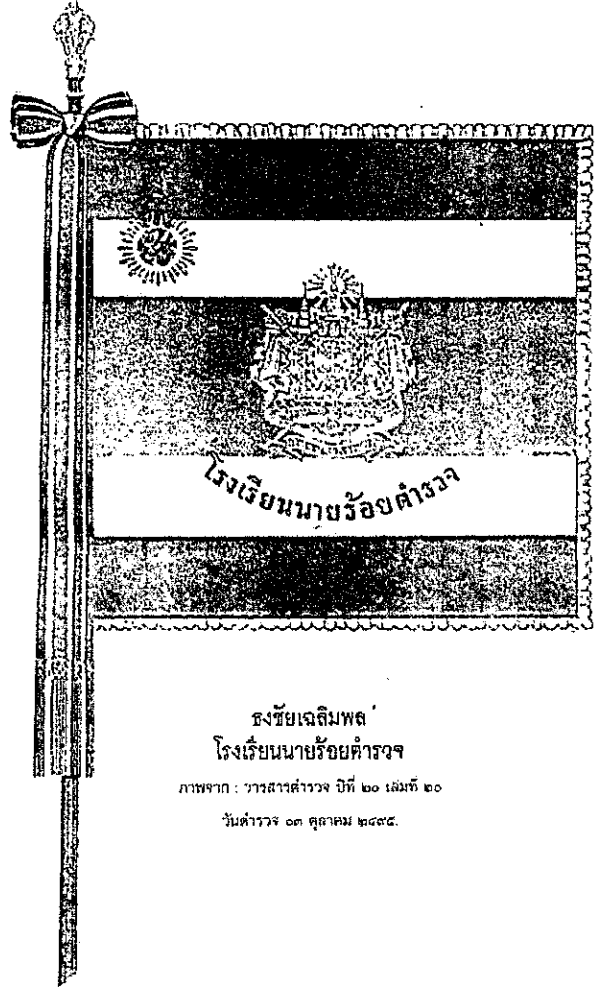 โรงเรียนนายร้อยตำรวจ
ธงชัยเฉลิมพล
โรงเรียนนายร้อยตำรวจ
ภาพจาก : วารสารตำรวจ ปีที่ ๒๐ เล่มที่ ๒๐
วันตำรวจ ๑๓ ตุลาคม ๒๔๙๕.